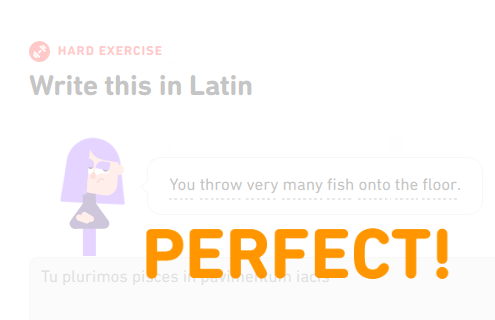 HARD EXERCISE
Write this in Latin
You throw very many fish onto the floor.
PERFECT!
Tu plurimos pisces in pavimentum iacis